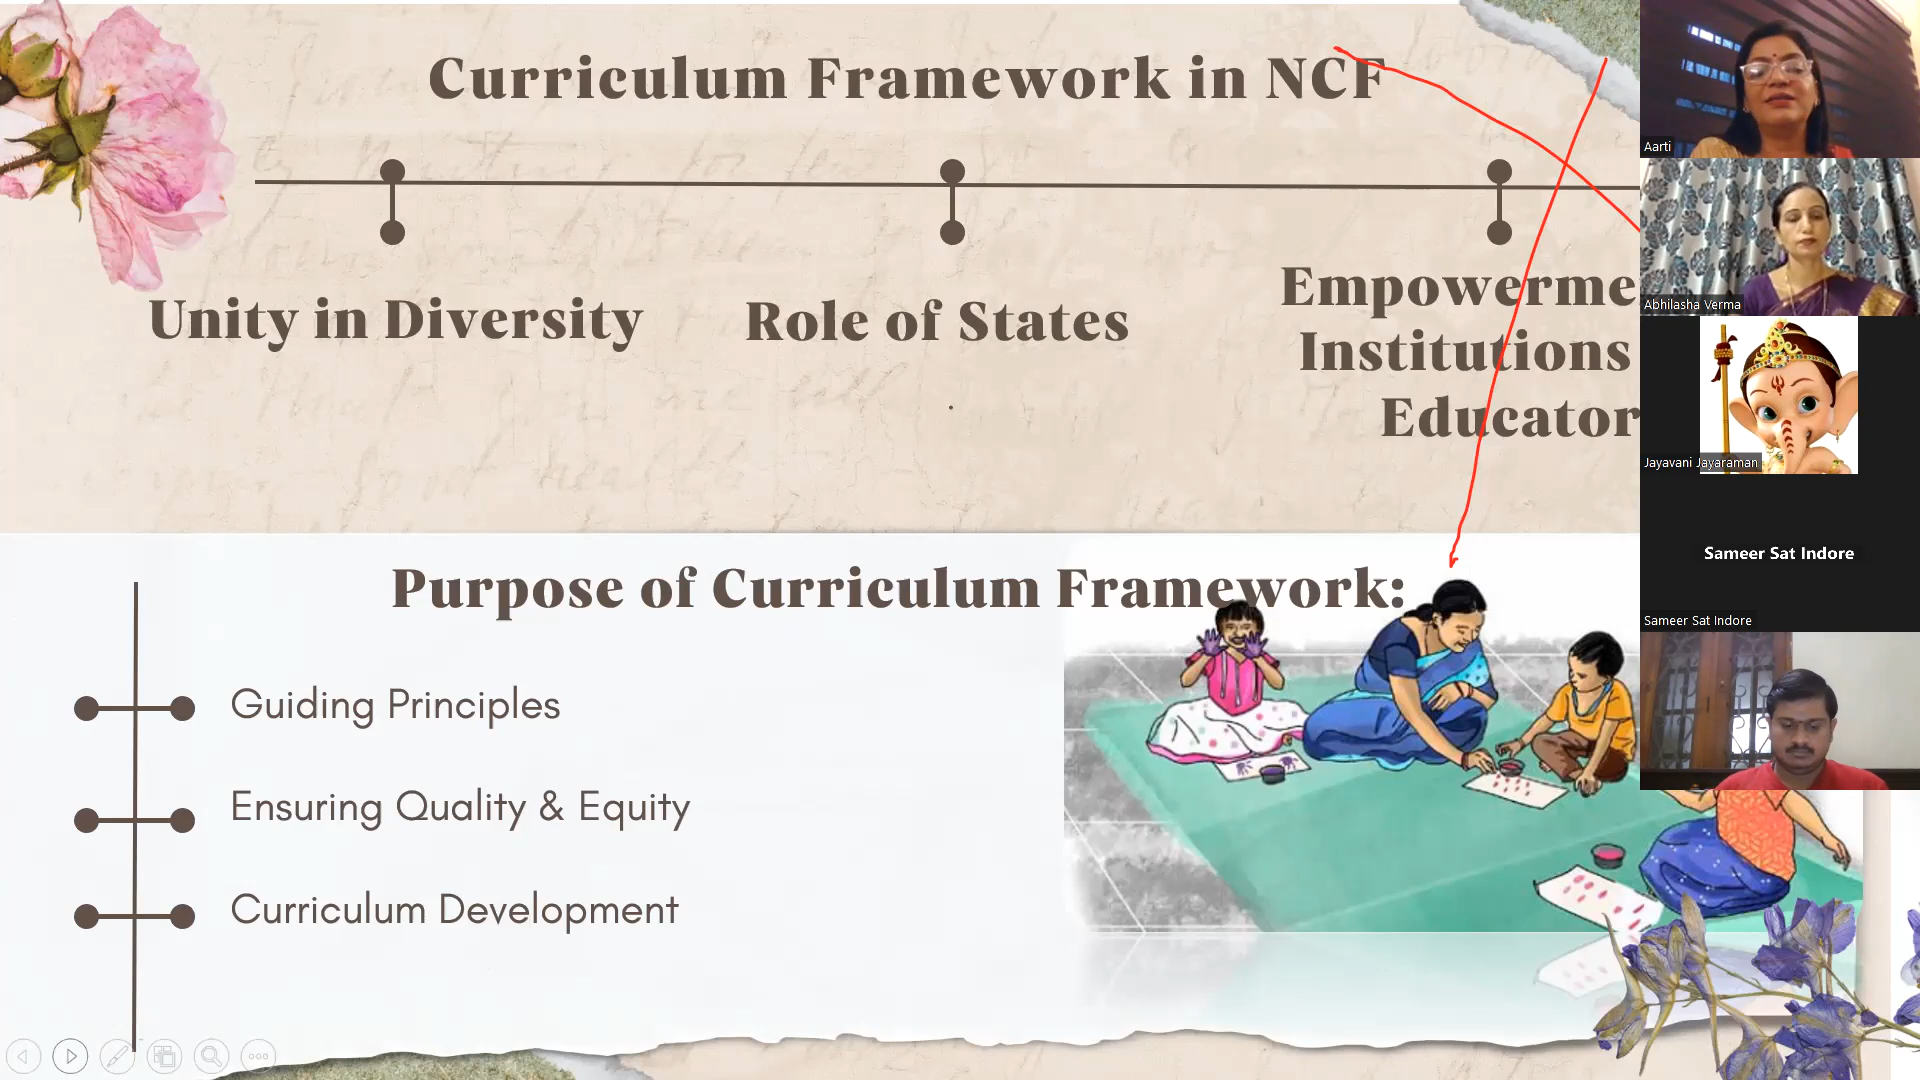 Curriculum Framework in NCF
Unity in Diversity
Role of States
Empowerme
Institutions
Educator
Purpose of Curriculum Framework:
Guiding Principles
Ensuring Quality & Equity
Curriculum Development
Aarti
Abhilasha Verma
Jayavani Jayaraman
Sameer Sat Indore
Sameer Sat Indore